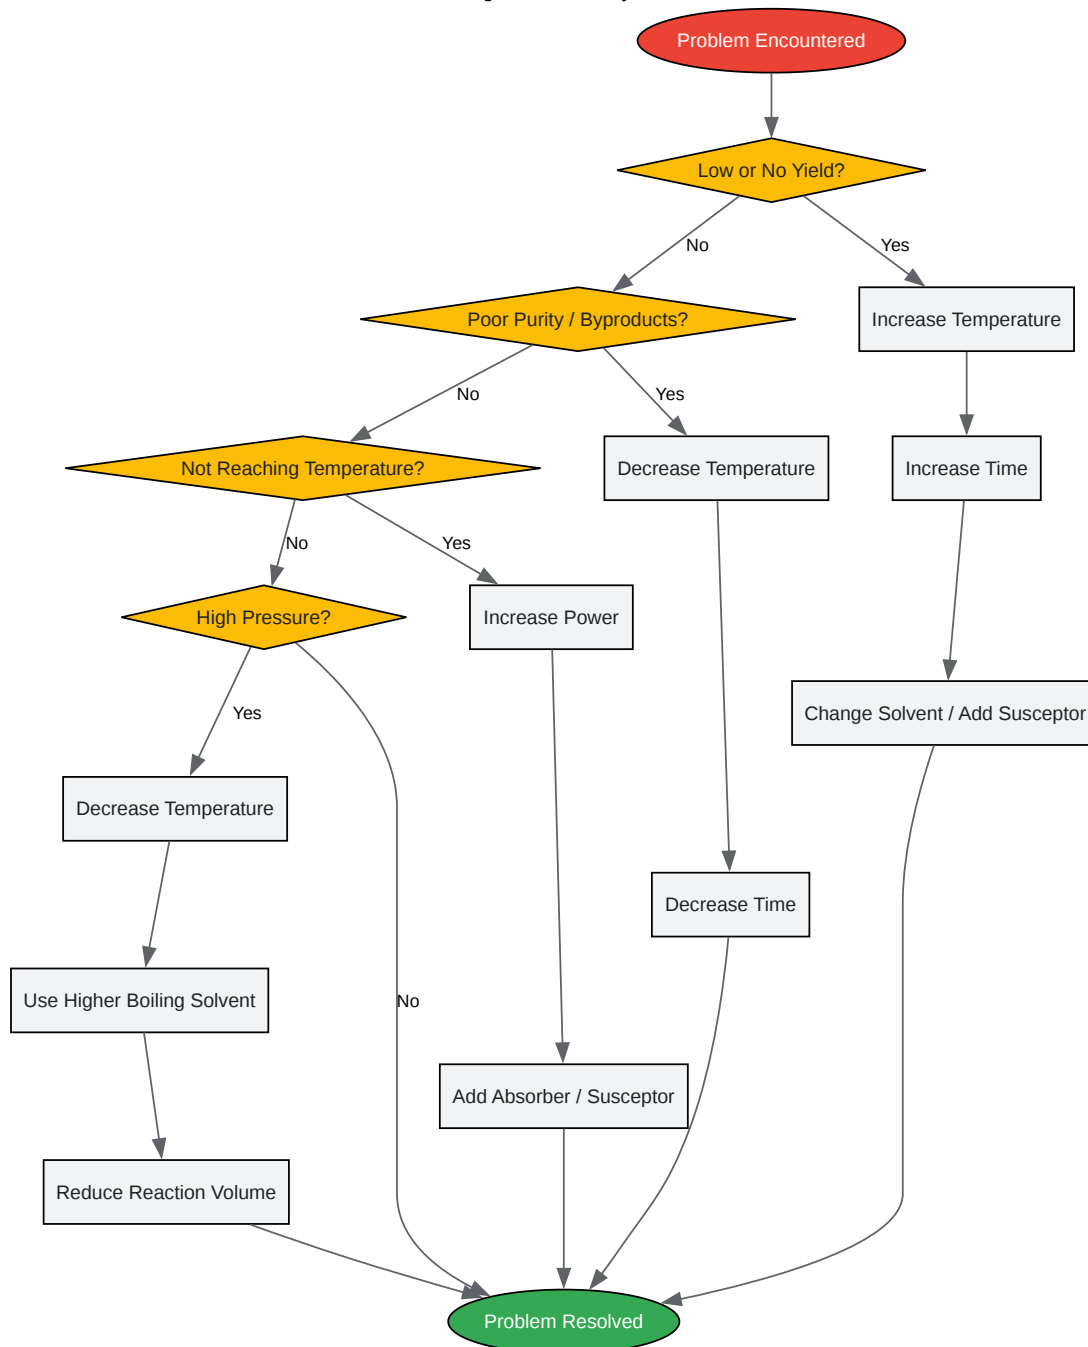 Problem Encountered
Low or No Yield?
No
Yes
Poor Purity / Byproducts?
Increase Temperature
No
Yes
Not Reaching Temperature?
Decrease Temperature
Increase Time
No
Yes
High Pressure?
Increase Power
Yes
Change Solvent / Add Susceptor
Decrease Temperature
Decrease Time
Use Higher Boiling Solvent
No
Add Absorber / Susceptor
Reduce Reaction Volume
Problem Resolved